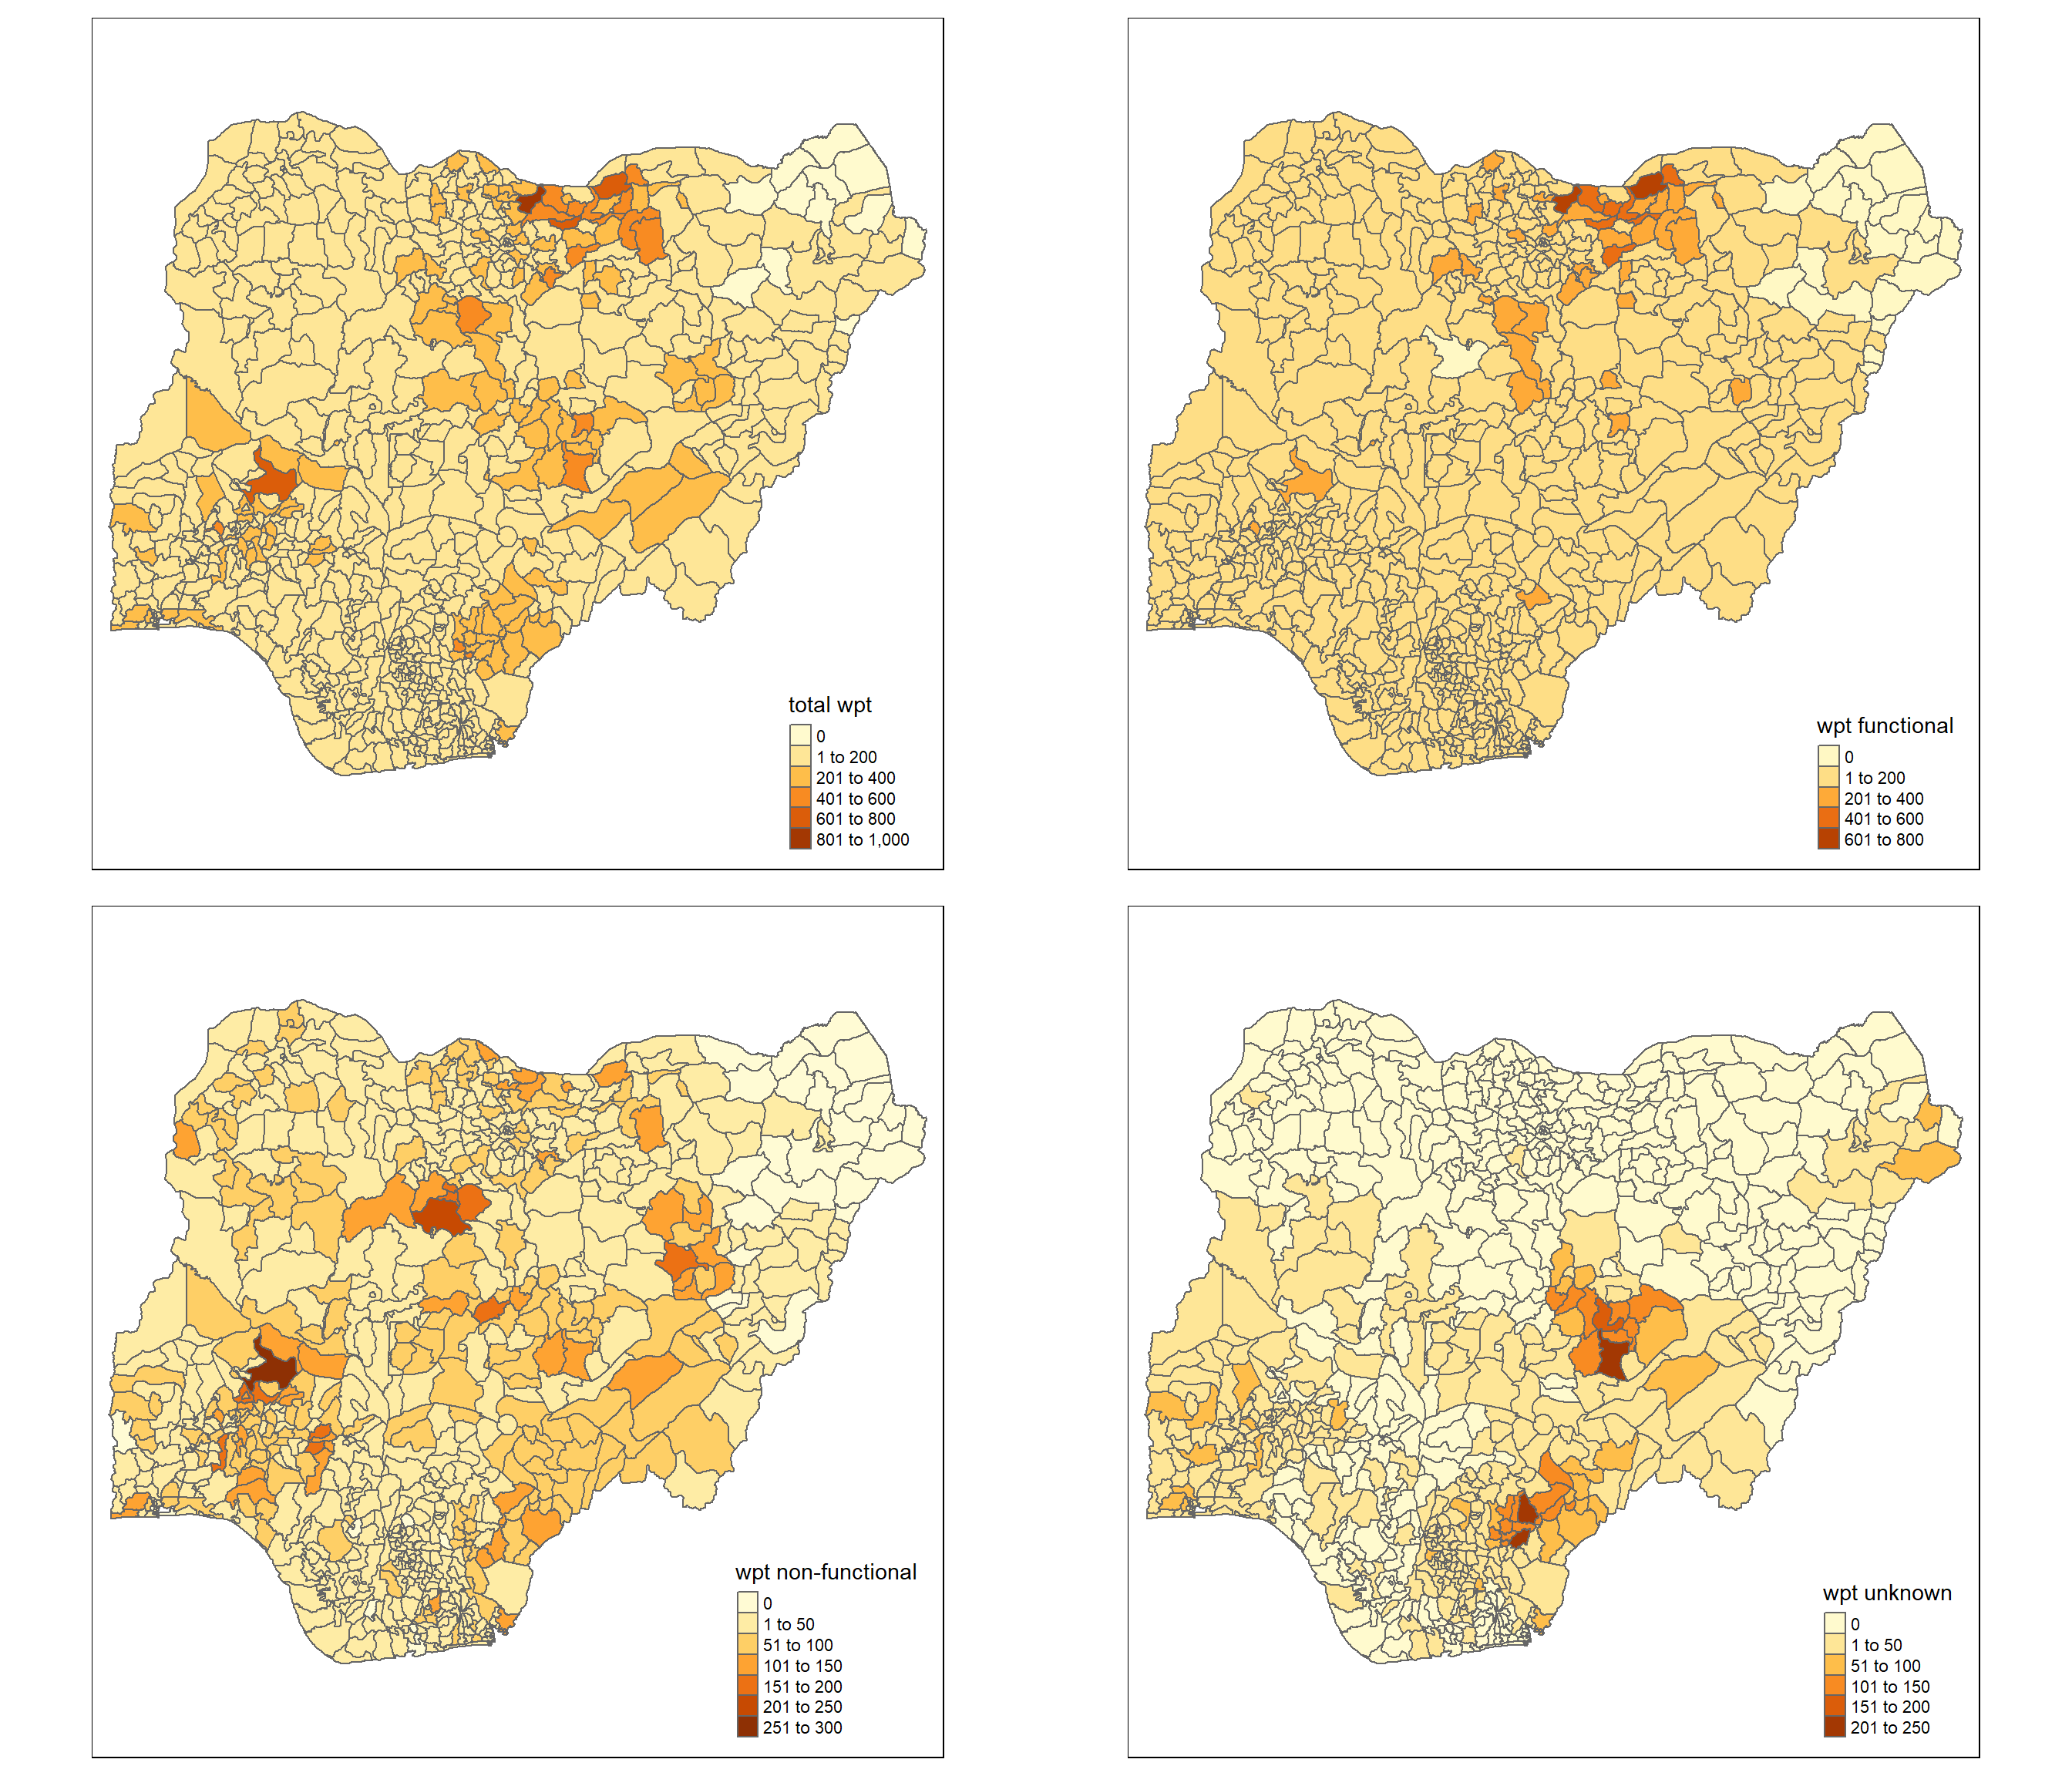 total wpt
0
1 to 200
201 to 400
401 to 600
601 to 800
801 to 1,000
wpt functional
0
1 to 200
201 to 400
401 to 600
601 to 800
wpt non-functional
0
1 to 50
51 to 100
101 to 150
151 to 200
201 to 250
251 to 300
wpt unknown
0
1 to 50
51 to 100
101 to 150
151 to 200
201 to 250